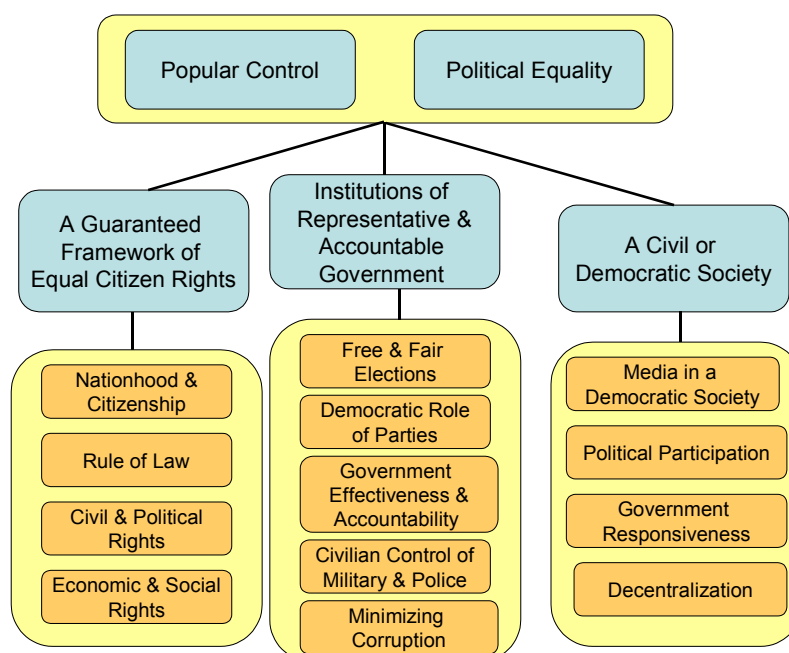 Popular Control
Political Equality
A Guaranteed
Framework of
Equal Citizen Rights
Institutions of
Representative &
Accountable
Government
A Civil or
Democratic Society
Nationhood &
Citizenship
Rule of Law
Civil & Political
Rights
Economic & Social
Rights
Free & Fair
Elections
Democratic Role
of Parties
Government
Effectiveness &
Accountability
Civilian Control of
Military & Police
Minimizing
Corruption
Media in a
Democratic Society
Political Participation
Government
Responsiveness
Decentralization